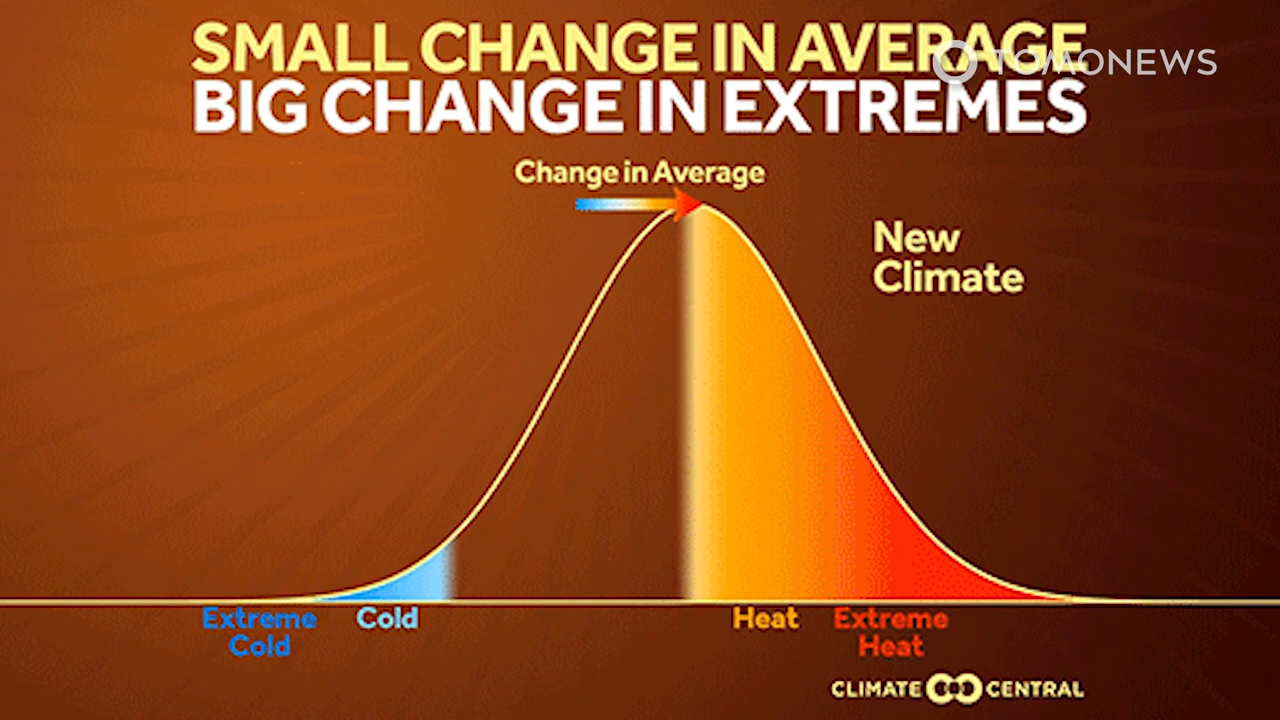 SMALL CHANGE IN AVERAGE
TOMONEWS
BIG CHANGE IN EXTREMES
Change in Average
New
Climate
Extreme
Cold
Cold
Heat
Extreme
Heat
CLIMATE CENTRAL